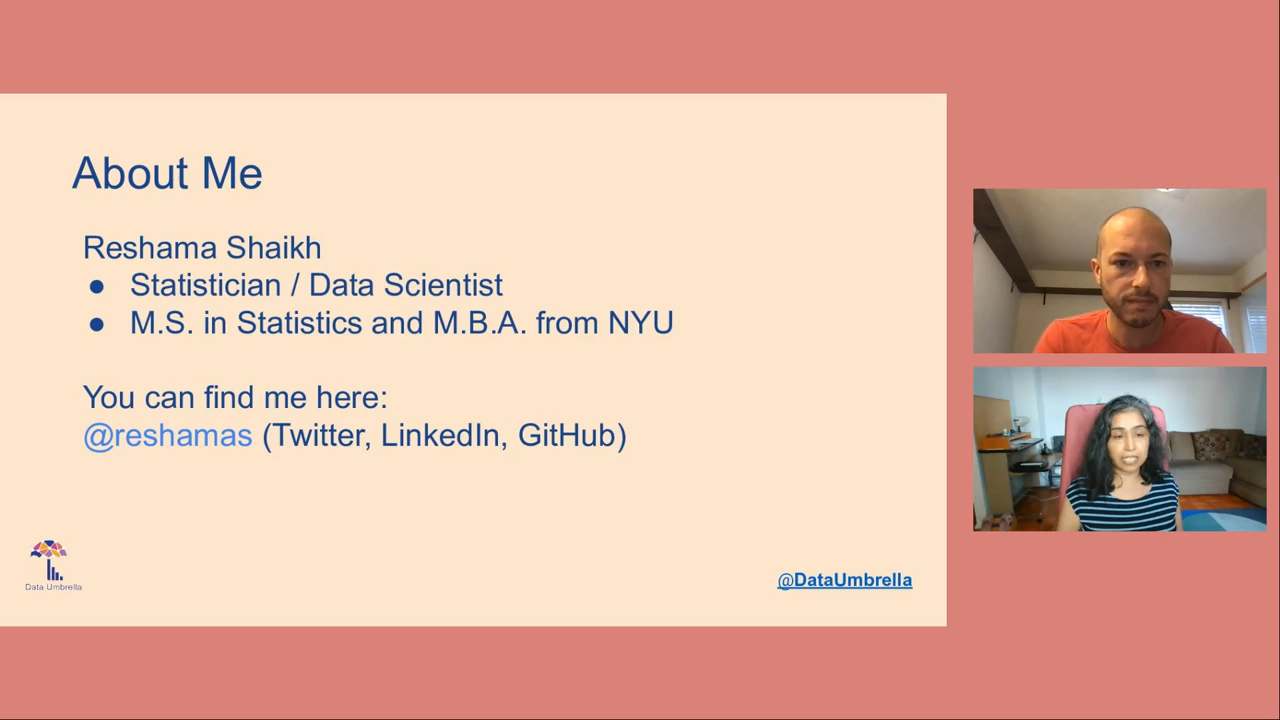 About Me
Reshama Shaikh
● Statistician / Data Scientist
● M.S. in Statistics and M.B.A. from NYU
You can find me here:
@reshamas (Twitter, LinkedIn, GitHub)
Data Umbrella
@DataUmbrella